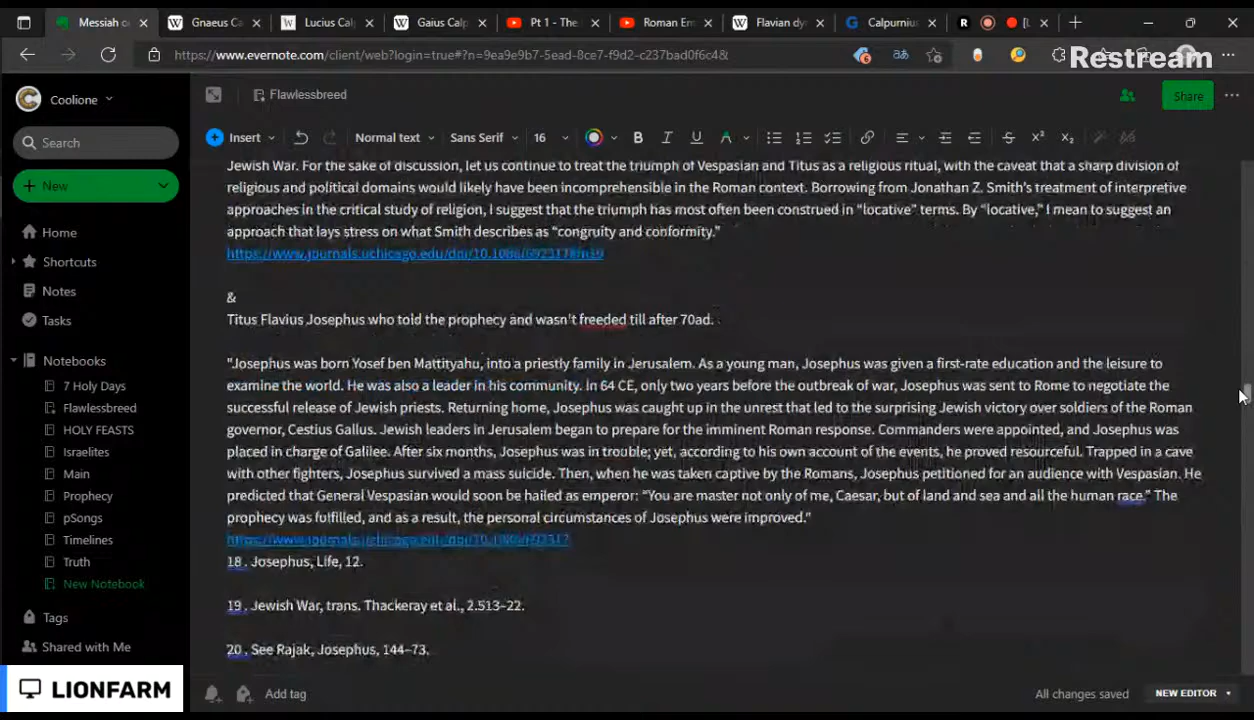 Messiah o
Gnaeus Ca
Lucius Cal
Gaius Calp
Pt 1 - The
Roman Em
Flavian dy
Calpurnius
https://www.evernote.com/client/web?login=true#?n=9ea9e9b7-5ead-8ce7-f9d2-c237bad0f6c4&
Restream
Coolione
Flawlessbreed
Share
Search
Insert
Normal text
Sans Serif
16
New
Home
Shortcuts
Notes
Tasks
Notebooks
7 Holy Days
Flawlessbreed
HOLY FEASTS
Israelites
Main
Prophecy
pSongs
Timelines
Truth
New Notebook
Tags
Shared with Me
LIONFARM
Jewish War. For the sake of discussion, let us continue to treat the triumph of Vespasian and Titus as a religious ritual, with the caveat that a sharp division of
religious and political domains would likely have been incomprehensible in the Roman context. Borrowing from Jonathan Z. Smith's treatment of interpretive
approaches in the critical study of religion, I suggest that the triumph has most often been construed in “locative” terms. By “locative,” I mean to suggest an
approach that lays stress on what Smith describes as “congruity and conformity.”
&
Titus Flavius Josephus who told the prophecy and wasn't freeded till after 70ad.
"Josephus was born Yosef ben Mattityahu, into a priestly family in Jerusalem. As a young man, Josephus was given a first-rate education and the leisure to
examine the world. He was also a leader in his community. In 64 CE, only two years before the outbreak of war, Josephus was sent to Rome to negotiate the
successful release of Jewish priests. Returning home, Josephus was caught up in the unrest that led to the surprising Jewish victory over soldiers of the Roman
governor, Cestius Gallus. Jewish leaders in Jerusalem began to prepare for the imminent Roman response. Commanders were appointed, and Josephus was
placed in charge of Galilee. After six months, Josephus was in trouble; yet, according to his own account of the events, he proved resourceful. Trapped in a cave
with other fighters, Josephus survived a mass suicide. Then, when he was taken captive by the Romans, Josephus petitioned for an audience with Vespasian. He
predicted that General Vespasian would soon be hailed as emperor: “You are master not only of me, Caesar, but of land and sea and all the human race.” The
prophecy was fulfilled, and as a result, the personal circumstances of Josephus were improved."
18 . Josephus, Life, 12.
19 . Jewish War, trans. Thackeray et al., 2.513–22.
20 . See Rajak, Josephus, 144–73.
Add tag
All changes saved
NEW EDITOR